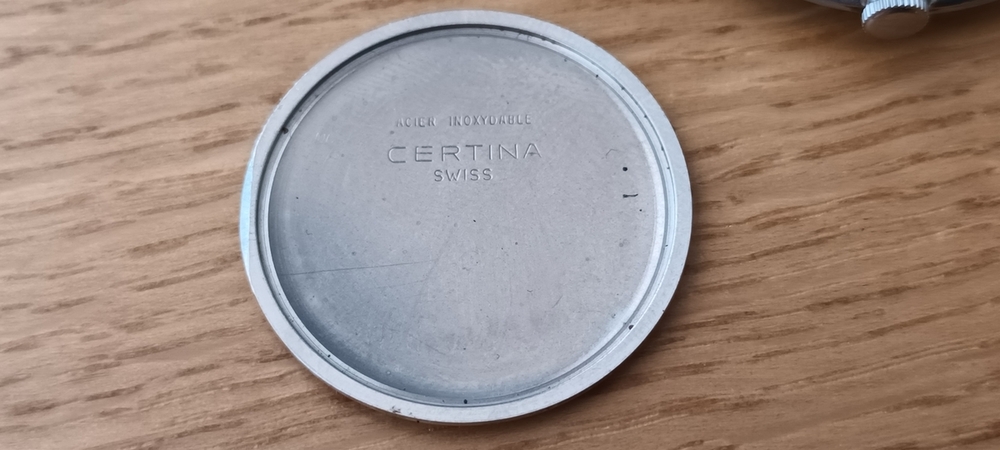 ACIER INOXYDABLE
CERTINA
SWISS